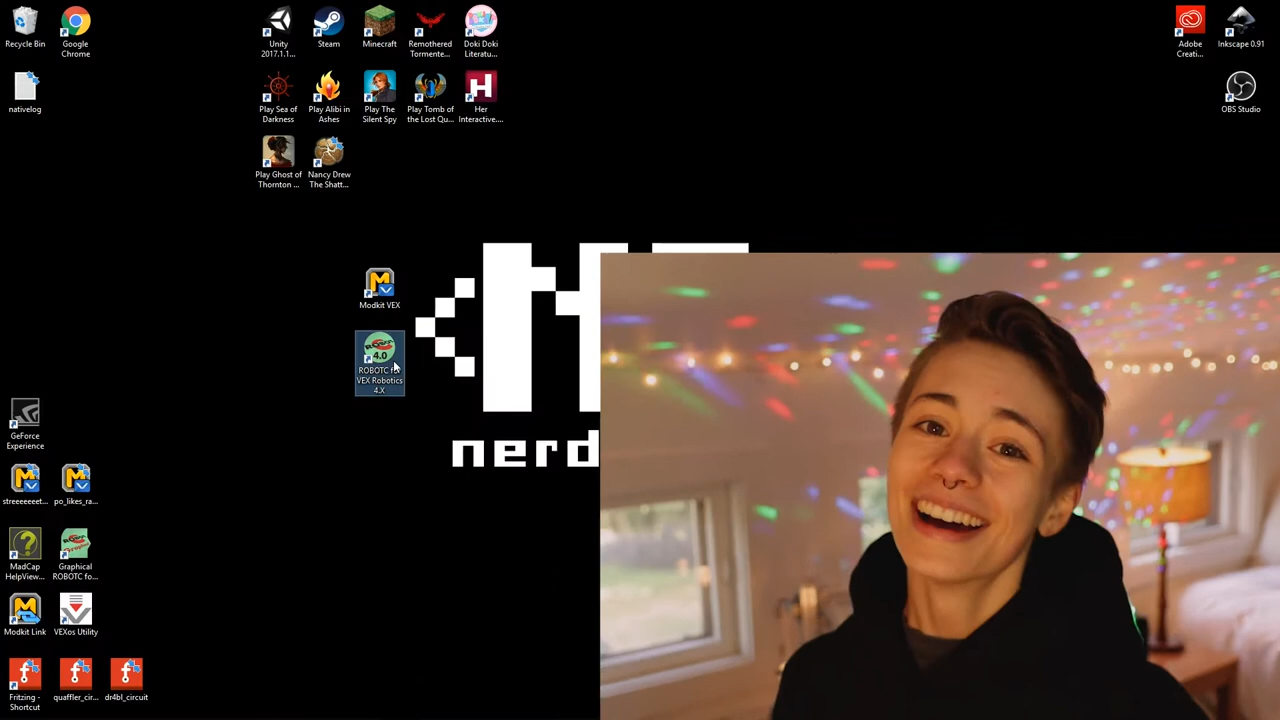 Recycle Bin
Google
Chrome
Unity
2017.1.1...
Steam
Minecraft
Remothered
Tormente...
Doki Doki
Literatu...
Adobe
Creati...
Inkscape 0.91
nativelog
Play Sea of
Darkness
Play Alibi in
Ashes
Play The
Silent Spy
Play Tomb of
the Lost Qu...
H
Her
Interactive....
OBS Studio
Play Ghost of
Thornton ...
Nancy Drew
The Shatt...
M
Modkit VEX
4.0
ROBOTC for
VEX Robotics
4.X
nerd
GeForce
Experience
M
M
streeeeeet...
po_likes_ra...
?
MadCap
HelpView...
Graphical
ROBOTC fo...
M
Modkit Link
VEXos Utility
f
f
f
Fritzing -
Shortcut
quaffler_cir...
dr4bl_circuit